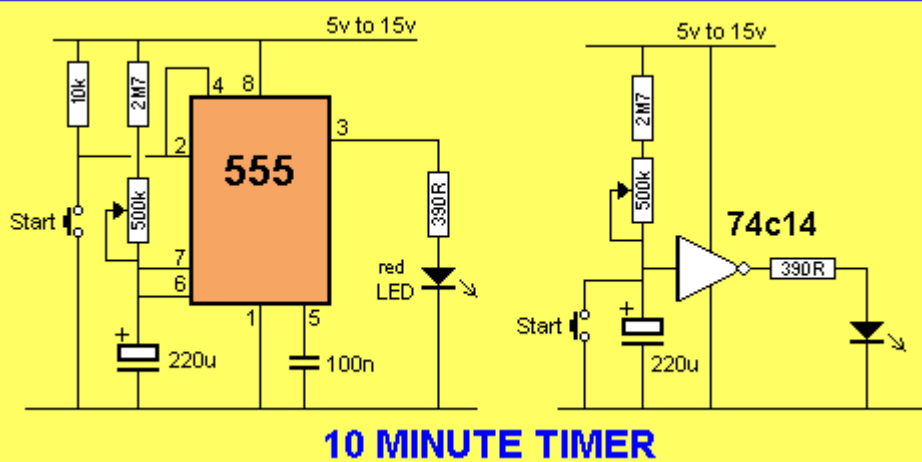 5v to 15v
10k
2M7
4
8
2
3
555
Start
500k
390R
7
6
red
LED
1
5
+
220u
100n
5v to 15v
2M7
500k
74c14
390R
Start
+
220u
10 MINUTE TIMER